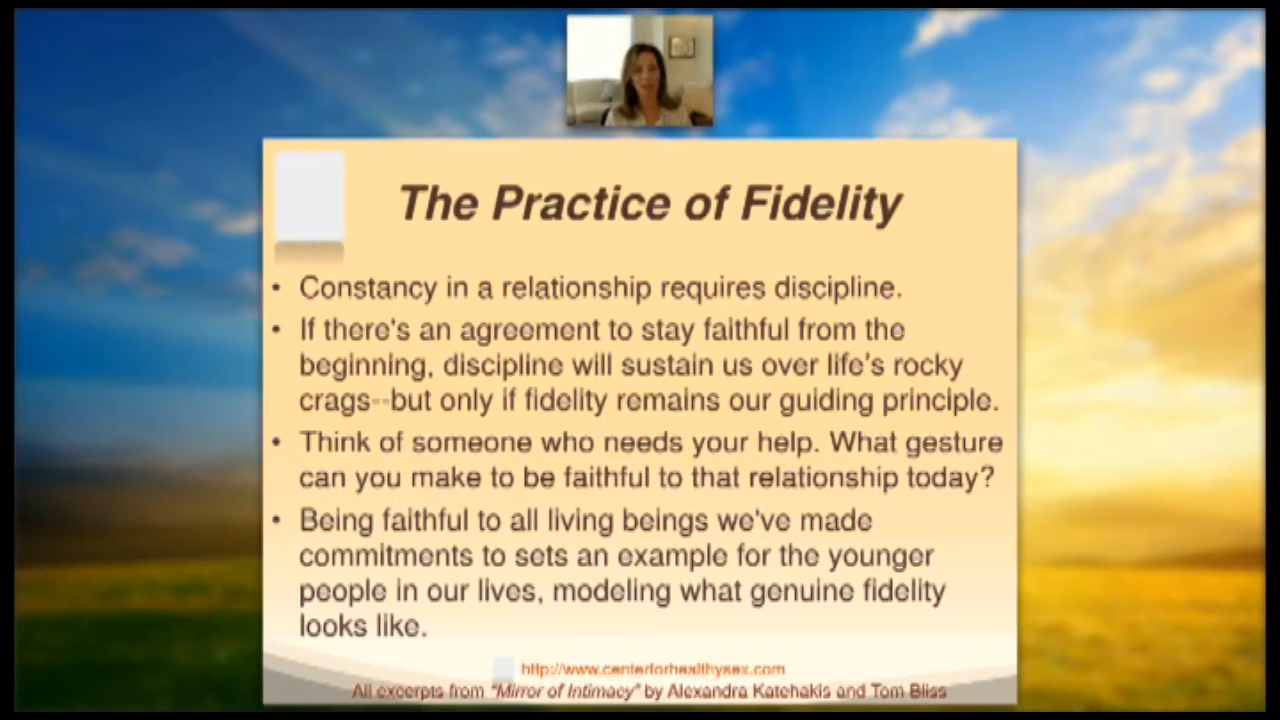 The Practice of Fidelity
• Constancy in a relationship requires discipline.
• If there's an agreement to stay faithful from the
beginning, discipline will sustain us over life's rocky
crags--but only if fidelity remains our guiding principle.
• Think of someone who needs your help. What gesture
can you make to be faithful to that relationship today?
• Being faithful to all living beings we've made
commitments to sets an example for the younger
people in our lives, modeling what genuine fidelity
looks like.
http://www.centerforhealthysex.com
All excerpts from "Mirror of Intimacy" by Alexandra Katehakis and Tom Bliss